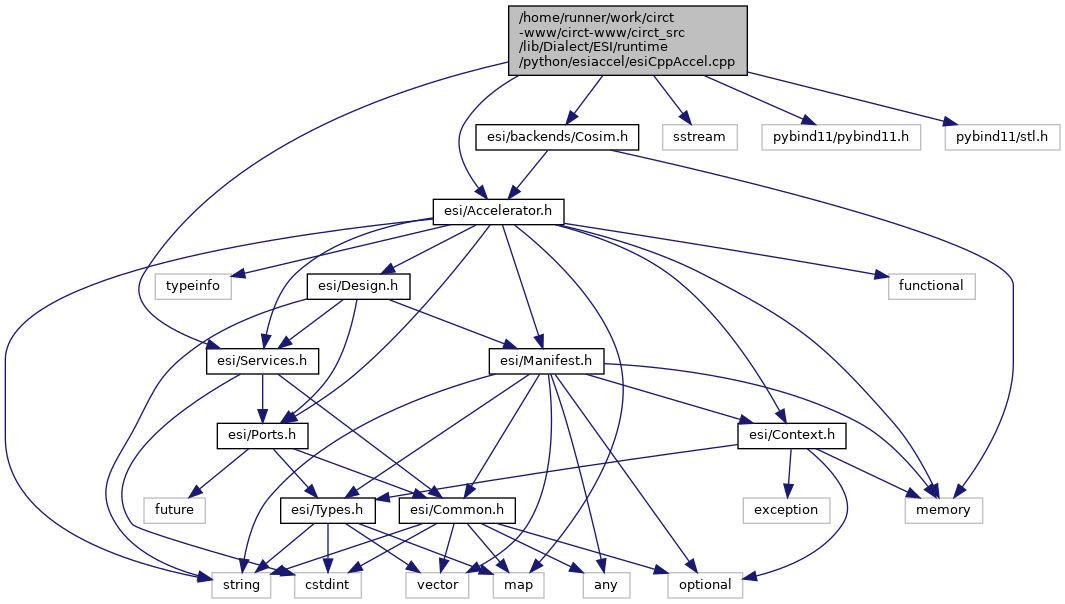 /home/runner/work/circt
-www/circt-www/circt_src
/lib/Dialect/ESI/runtime
/python/esiaccel/esiCppAccel.cpp
esi/backends/Cosim.h
sstream
pybind11/pybind11.h
pybind11/stl.h
esi/Accelerator.h
typeinfo
esi/Design.h
functional
esi/Services.h
esi/Manifest.h
esi/Ports.h
esi/Context.h
future
esi/Types.h
esi/Common.h
exception
memory
string
cstdint
vector
map
any
optional